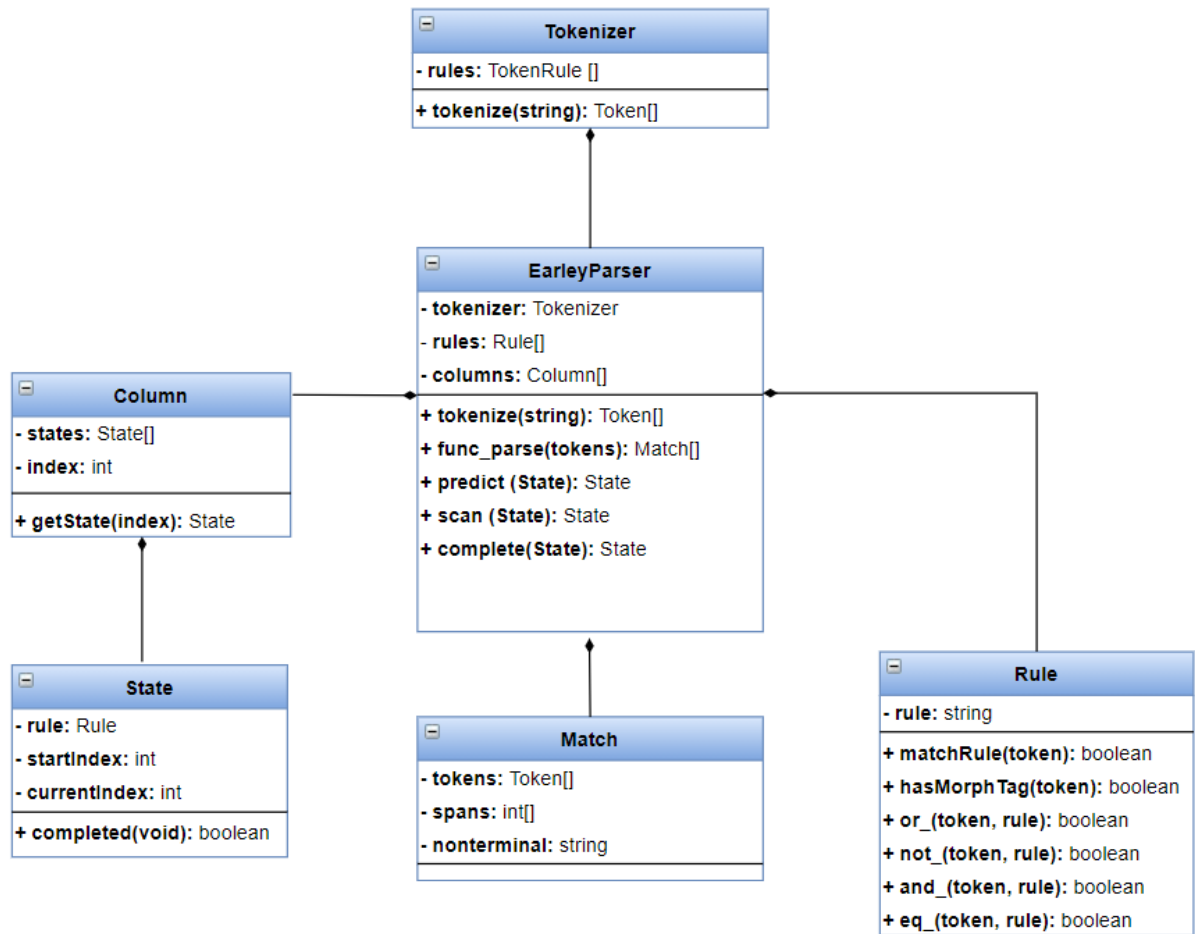 Tokenizer
- rules: TokenRule []
+ tokenize(string): Token[]
EarleyParser
- tokenizer: Tokenizer
- rules: Rule[]
- columns: Column[]
+ tokenize(string): Token[]
+ func_parse(tokens): Match[]
+ predict (State): State
+ scan (State): State
+ complete(State): State
Column
- states: State[]
- index: int
+ getState(index): State
State
- rule: Rule
- startIndex: int
- currentIndex: int
+ completed(void): boolean
Match
- tokens: Token[]
- spans: int[]
- nonterminal: string
Rule
- rule: string
+ matchRule(token): boolean
+ hasMorphTag(token): boolean
+ or_(token, rule): boolean
+ not_(token, rule): boolean
+ and_(token, rule): boolean
+ eq_(token, rule): boolean